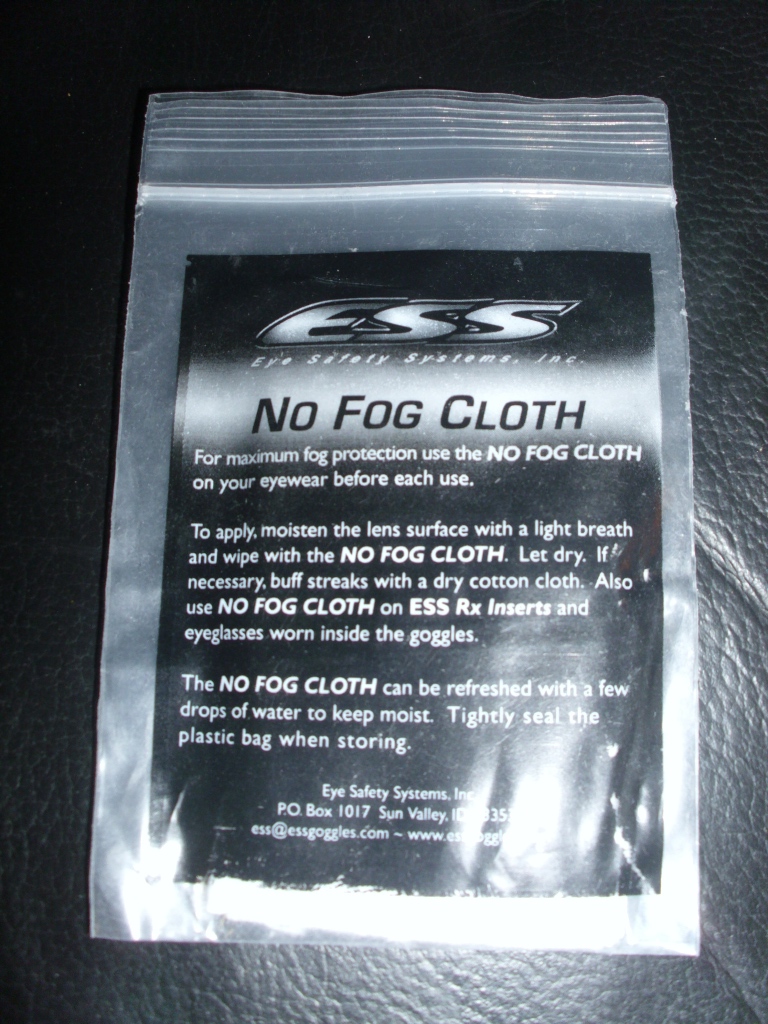 ESS
Eye Safety Systems, Inc.
NO FOG CLOTH
For maximum fog protection use the NO FOG CLOTH
on your eyewear before each use.
To apply, moisten the lens surface with a light breath
and wipe with the NO FOG CLOTH. Let dry. If
necessary, buff streaks with a dry cotton cloth. Also
use NO FOG CLOTH on ESS Rx Inserts and
eyeglasses worn inside the goggles.
The NO FOG CLOTH can be refreshed with a few
drops of water to keep moist. Tightly seal the
plastic bag when storing.
Eye Safety Systems, Inc
P.O. Box 1017 Sun Valley, ID
ess@essgoggles.com ~